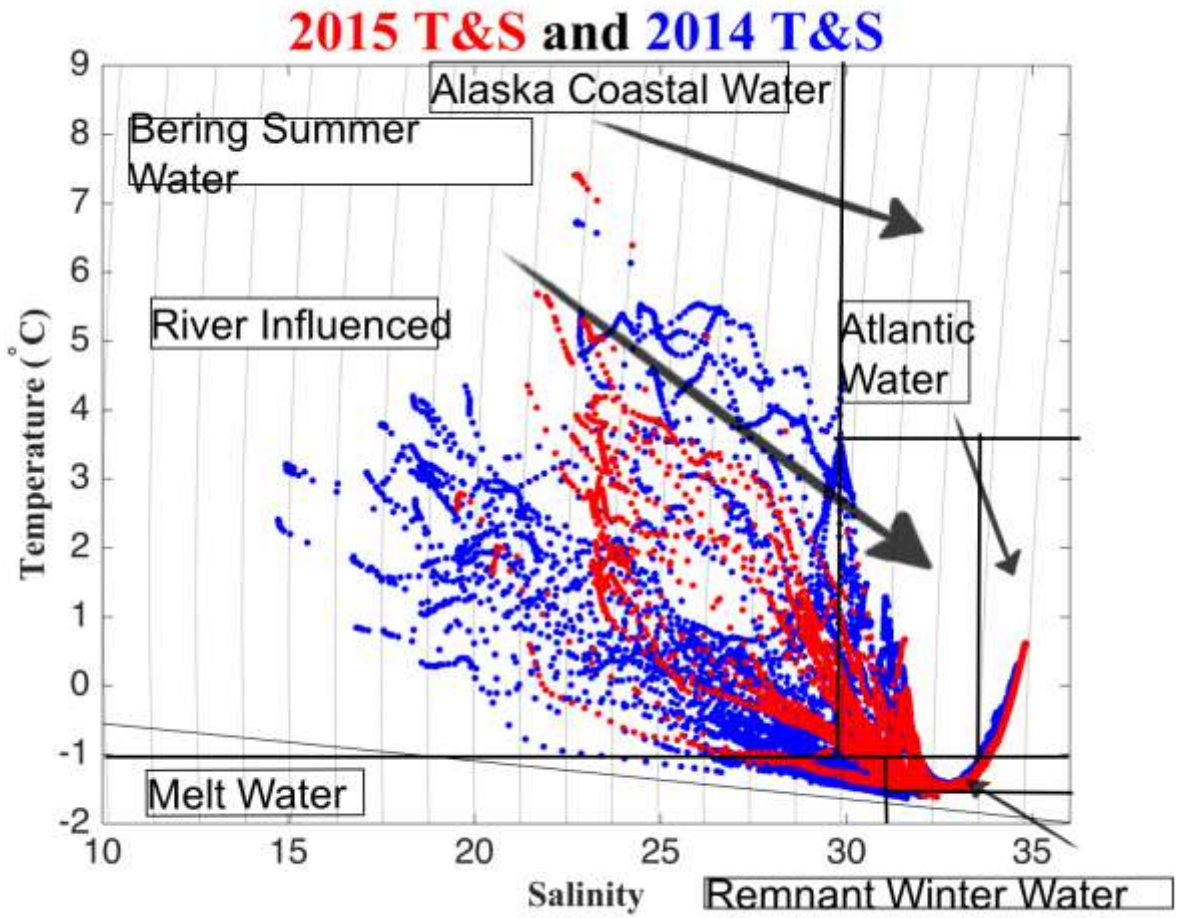 2015 T&S and 2014 T&S
Alaska Coastal Water
Bering Summer
Water
River Influenced
Atlantic
Water
Melt Water
Remnant Winter Water
Temperature (°C)
9
8
7
6
5
4
3
2
1
0
-1
-2
10 15 20 25 30 35
Salinity